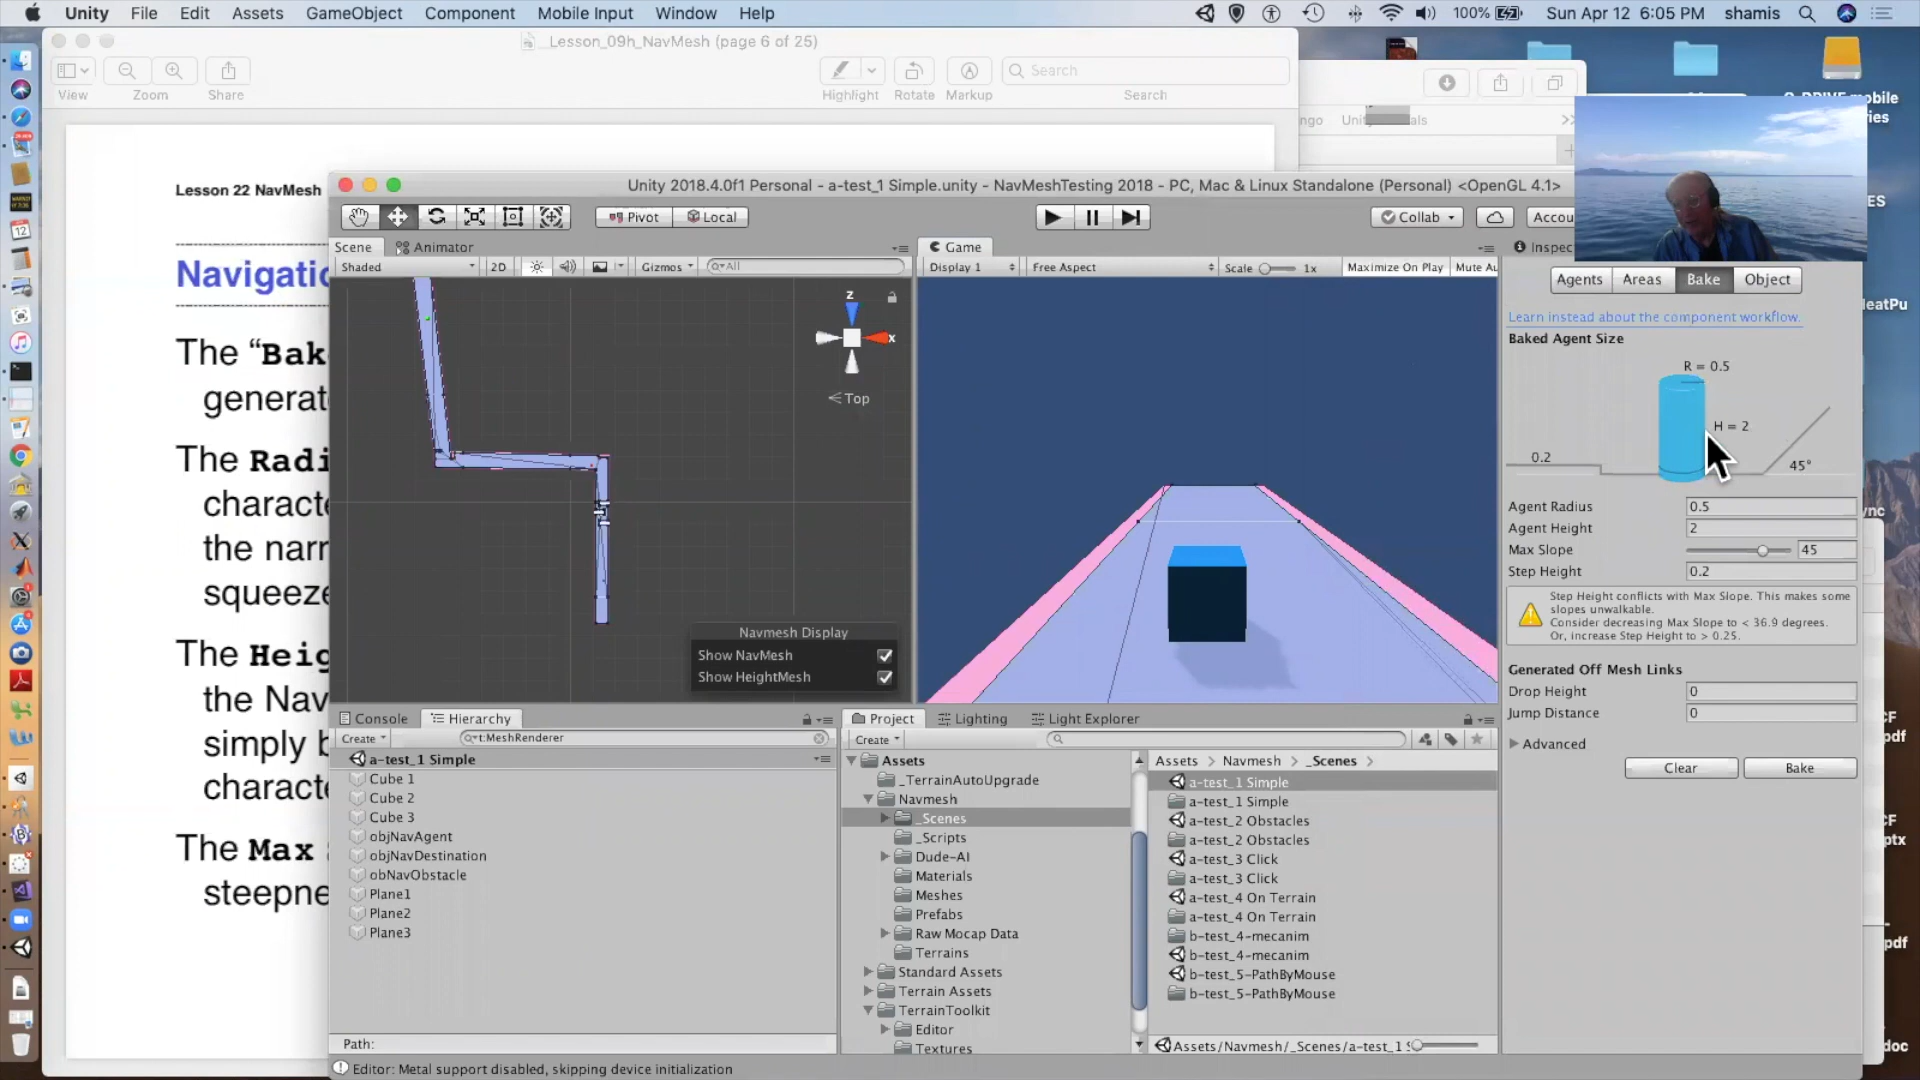 Unity File Edit Assets GameObject Component Mobile Input Window Help
100% Sun Apr 12 6:05 PM shamis
_Lesson_09h_NavMesh (page 6 of 25)
View Zoom Share Highlight Rotate Markup Search
Search
Lesson 22 NavMesh
Navigatio
The “Bak
generat
The Radi
characte
the narr
squeeze
The Heig
the Nav
simply b
characte
The Max
steepne
Unity 2018.4.0f1 Personal - a-test_1 Simple.unity - NavMeshTesting 2018 - PC, Mac & Linux Standalone (Personal) <OpenGL 4.1>
Pivot Local
Collab Accou
Scene Animator
Shaded 2D Gizmos All
z
x
Top
Navmesh Display
Show NavMesh
Show HeightMesh
Game
Display 1 Free Aspect Scale 1x Maximize On Play Mute Au
Inspec
Agents Areas Bake Object
Learn instead about the component workflow.
Baked Agent Size
R = 0.5
H = 2
0.2
45°
Agent Radius 0.5
Agent Height 2
Max Slope 45
Step Height 0.2
Step Height conflicts with Max Slope. This makes some
slopes unwalkable.
Consider decreasing Max Slope to < 36.9 degrees.
Or, increase Step Height to > 0.25.
Generated Off Mesh Links
Drop Height 0
Jump Distance 0
Advanced
Clear Bake
Console Hierarchy
Create t:MeshRenderer
a-test_1 Simple
Cube 1
Cube 2
Cube 3
objNavAgent
objNavDestination
obNavObstacle
Plane1
Plane2
Plane3
Path:
Project Lighting Light Explorer
Create
Assets
_TerrainAutoUpgrade
Navmesh
_Scenes
_Scripts
Dude-AI
Materials
Meshes
Prefabs
Raw Mocap Data
Terrains
Standard Assets
Terrain Assets
TerrainToolkit
Editor
Textures
Assets > Navmesh > _Scenes >
a-test_1 Simple
a-test_1 Simple
a-test_2 Obstacles
a-test_2 Obstacles
a-test_3 Click
a-test_3 Click
a-test_4 On Terrain
a-test_4 On Terrain
b-test_4-mecanim
b-test_4-mecanim
b-test_5-PathByMouse
b-test_5-PathByMouse
Assets/Navmesh/_Scenes/a-test_1
Editor: Metal support disabled, skipping device initialization